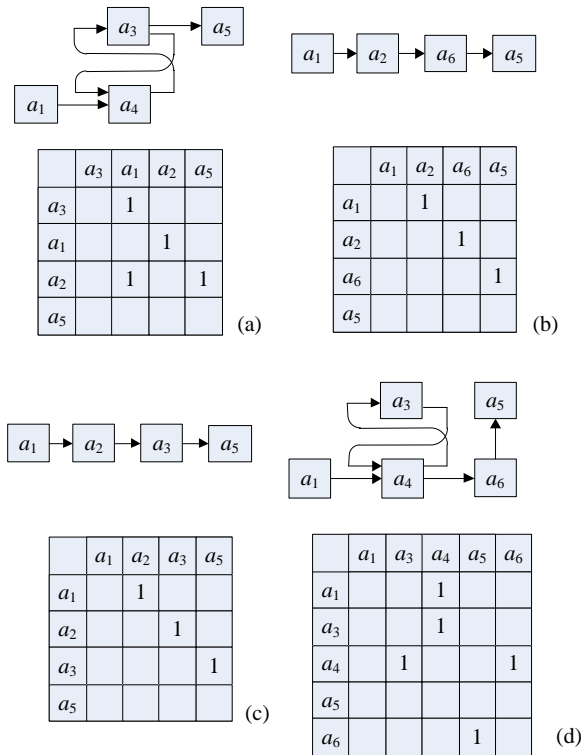 a₃ a₅
a₁ a₄
a₃ a₁ a₂ a₅
a₃ 1
a₁ 1
a₂ 1 1
a₅
(a)
a₁ a₂ a₆ a₅
a₁ a₂ a₆ a₅
a₁ 1
a₂ 1
a₆ 1
a₅
(b)
a₁ a₂ a₃ a₅
a₁ a₂ a₃ a₅
a₁ 1
a₂ 1
a₃ 1
a₅
(c)
a₃ a₅
a₁ a₄ a₆
a₁ a₃ a₄ a₅ a₆
a₁ 1
a₃ 1
a₄ 1 1
a₅
a₆ 1
(d)